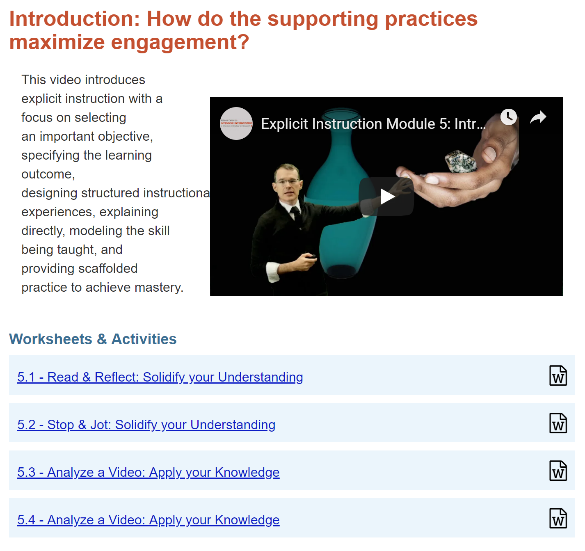 Introduction: How do the supporting practices
maximize engagement?
This video introduces
explicit instruction with a
focus on selecting
an important objective,
specifying the learning
outcome,
designing structured instructiona
experiences, explaining
directly, modeling the skill
being taught, and
providing scaffolded
practice to achieve mastery.
Explicit Instruction Module 5: Intr...
Worksheets & Activities
5.1 - Read & Reflect: Solidify your Understanding
5.2 - Stop & Jot: Solidify your Understanding
5.3 - Analyze a Video: Apply your Knowledge
5.4 - Analyze a Video: Apply your Knowledge